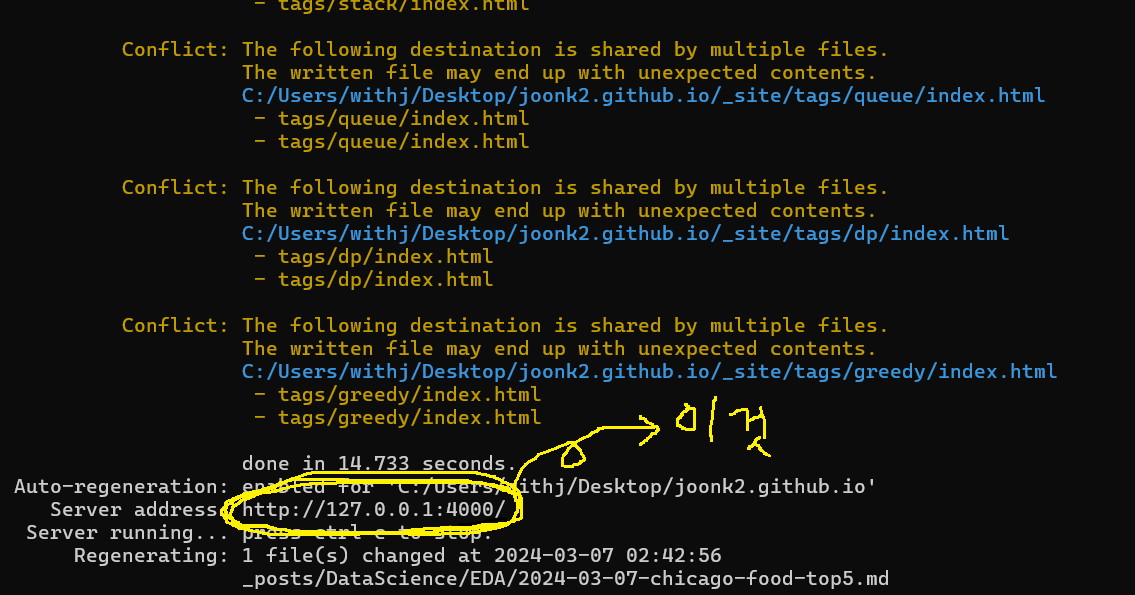 - tags/stack/index.html
Conflict: The following destination is shared by multiple files.
The written file may end up with unexpected contents.
C:/Users/withj/Desktop/joonk2.github.io/_site/tags/queue/index.html
- tags/queue/index.html
- tags/queue/index.html
Conflict: The following destination is shared by multiple files.
The written file may end up with unexpected contents.
C:/Users/withj/Desktop/joonk2.github.io/_site/tags/dp/index.html
- tags/dp/index.html
- tags/dp/index.html
Conflict: The following destination is shared by multiple files.
The written file may end up with unexpected contents.
C:/Users/withj/Desktop/joonk2.github.io/_site/tags/greedy/index.html
- tags/greedy/index.html
- tags/greedy/index.html
이것
done in 14.733 seconds.
Auto-regeneration: enabled for 'C:/Users/withj/Desktop/joonk2.github.io'
Server address: http://127.0.0.1:4000/
Server running... press ctrl-c to stop.
Regenerating: 1 file(s) changed at 2024-03-07 02:42:56
_posts/DataScience/EDA/2024-03-07-chicago-food-top5.md